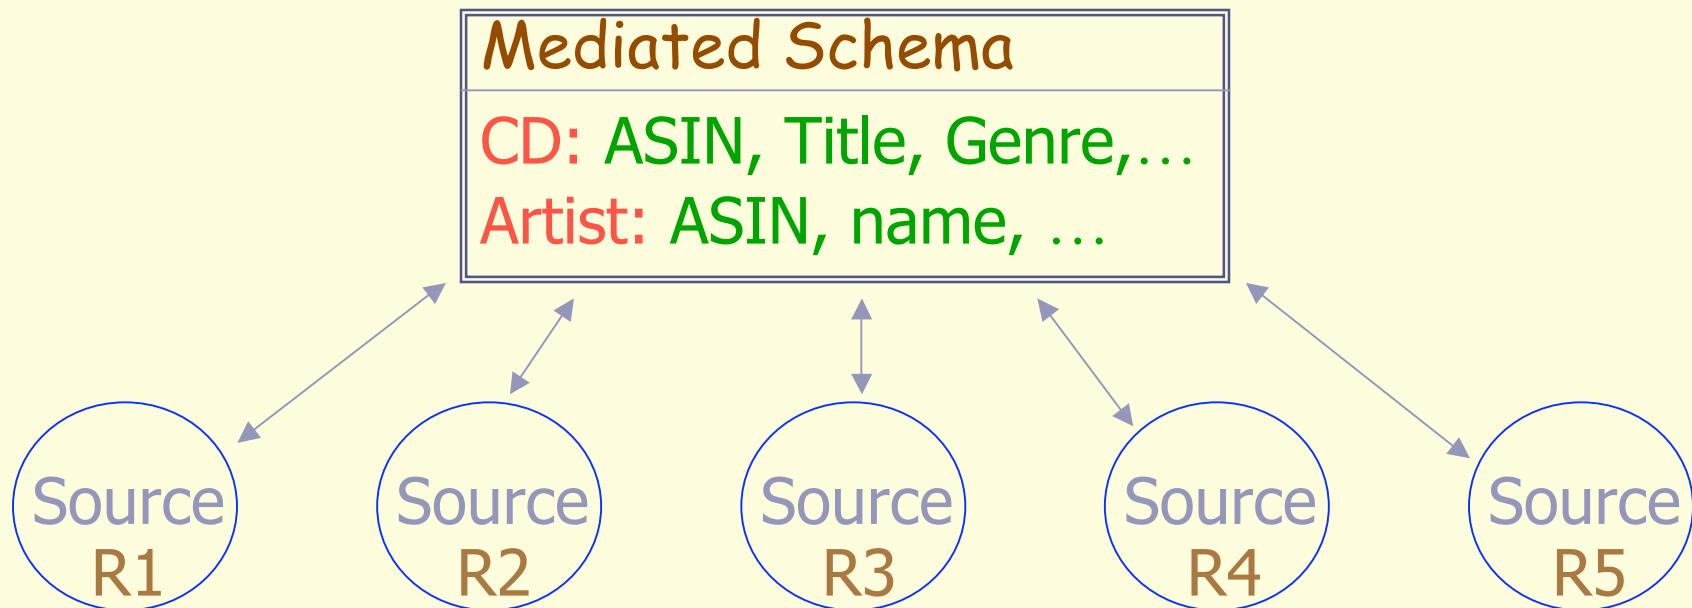 Mediated Schema
CD: ASIN, Title, Genre,…
Artist: ASIN, name, …
Source
R1
Source
R2
Source
R3
Source
R4
Source
R5